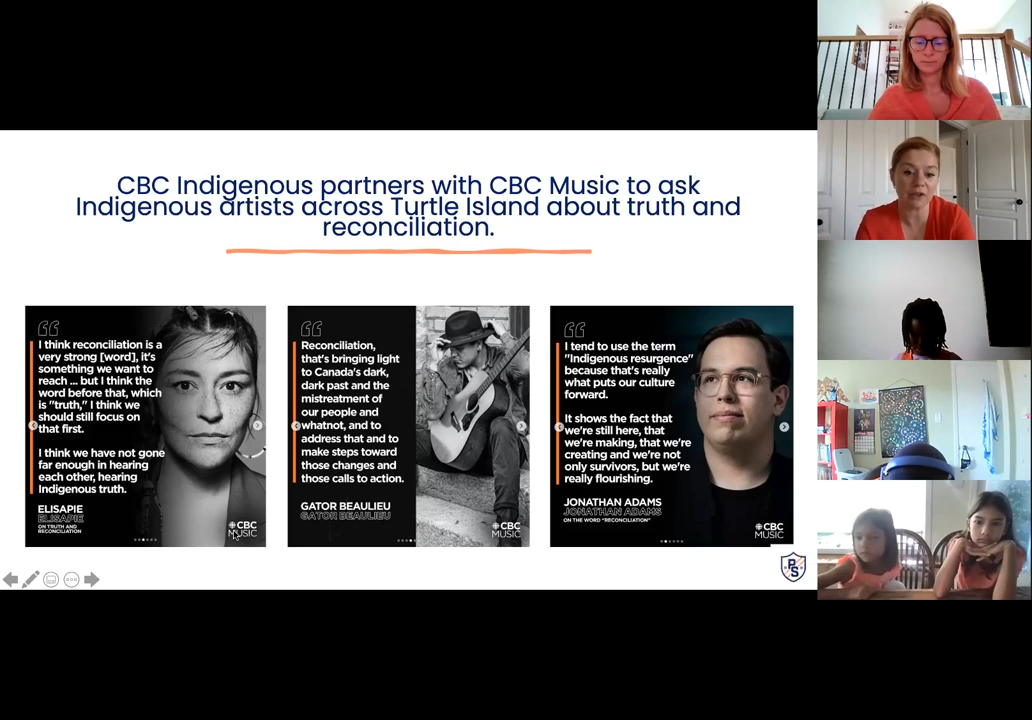 CBC Indigenous partners with CBC Music to ask
Indigenous artists across Turtle Island about truth and
reconciliation.
I think reconciliation is a
very strong [word], it's
something we want to
reach ... but I think the
word before that, which
is "truth," I think we
should still focus on
that first.
I think we have not gone
far enough in hearing
each other, hearing
Indigenous truth.
ELISAPIE
ELISAPIE
ON TRUTH AND
RECONCILIATION
CBC
MUSIC
Reconciliation,
that's bringing light
to Canada's dark,
dark past and the
mistreatment of
our people and
whatnot, and to
address that and to
make steps toward
those changes and
those calls to action.
GATOR BEAULIEU
GATOR BEAULIEU
CBC
MUSIC
I tend to use the term
"Indigenous resurgence"
because that's really
what puts our culture
forward.
It shows the fact that
we're still here, that
we're making, that we're
creating and we're not
only survivors, but we're
really flourishing.
JONATHAN ADAMS
JONATHAN ADAMS
ON THE WORD "RECONCILIATION"
CBC
MUSIC
PS